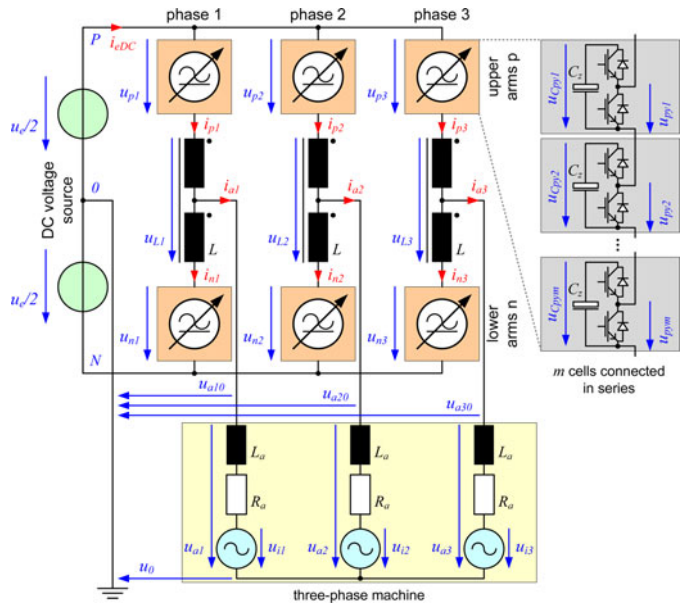 phase 1 phase 2 phase 3
P i_eDC
u_p1 u_p2 u_p3
upper arms p
u_Cpy1 C_z u_py1
u_e/2
i_p1 i_p2 i_p3
u_Cpy2 C_z u_py2
0
DC voltage source
i_a1 i_a2 i_a3
u_L1 u_L2 u_L3
L L L
...
u_e/2
i_n1 i_n2 i_n3
u_Cpym C_z u_pym
u_n1 u_n2 u_n3
lower arms n
N
m cells connected
in series
u_a10
u_a20
u_a30
L_a L_a L_a
R_a R_a R_a
u_a1 u_i1 u_a2 u_i2 u_a3 u_i3
u_0
three-phase machine